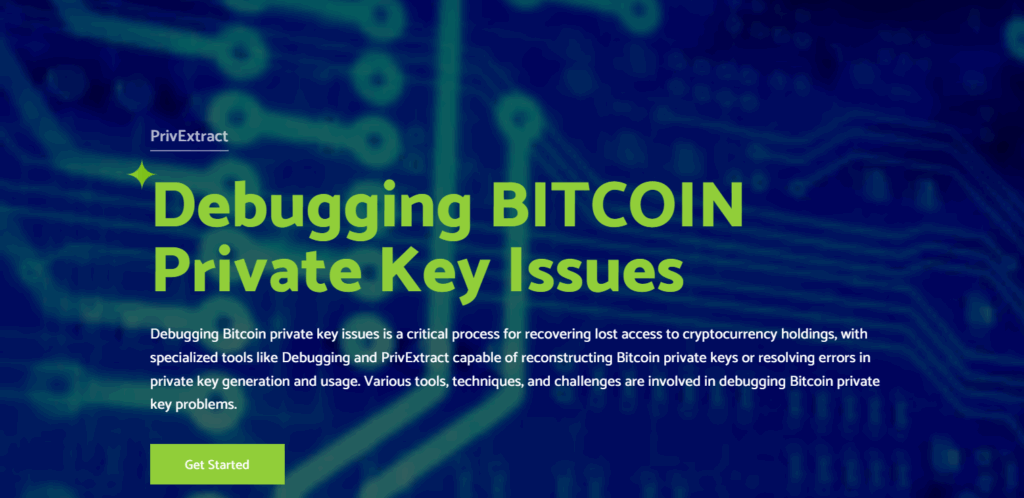 PrivExtract
Debugging BITCOIN
Private Key Issues
Debugging Bitcoin private key issues is a critical process for recovering lost access to cryptocurrency holdings, with
specialized tools like Debugging and PrivExtract capable of reconstructing Bitcoin private keys or resolving errors in
private key generation and usage. Various tools, techniques, and challenges are involved in debugging Bitcoin private
key problems.
Get Started